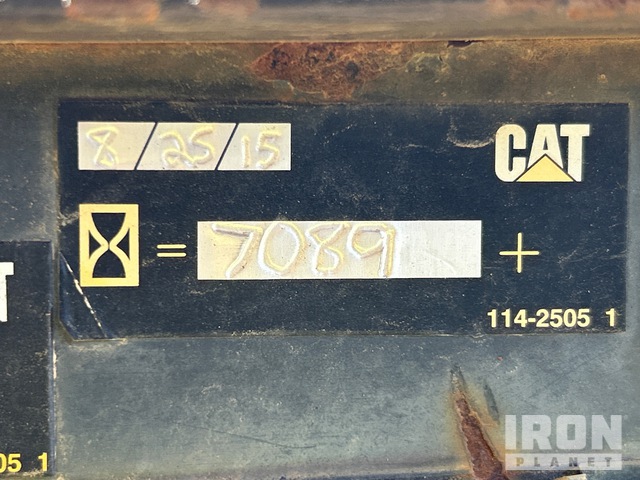 8/25/15
CAT
= 7089 +
114-2505 1
T
05 1
IRON
PLANET